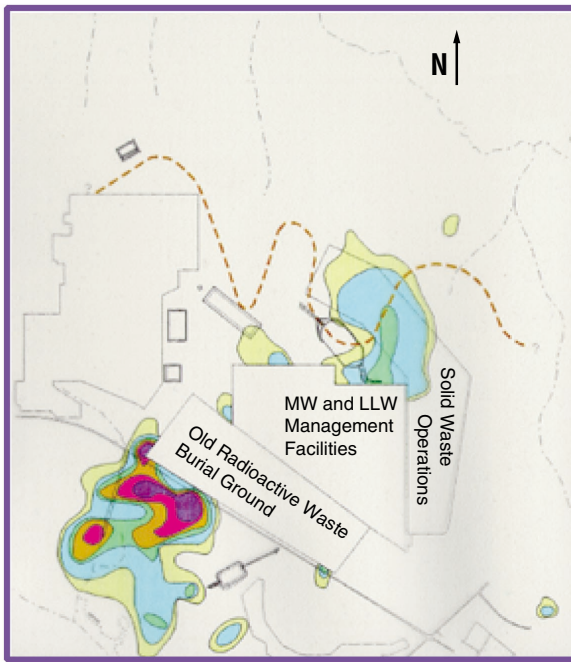 N
?
?
MW and LLW
Management
Facilities
Solid Waste
Operations
Old Radioactive Waste
Burial Ground